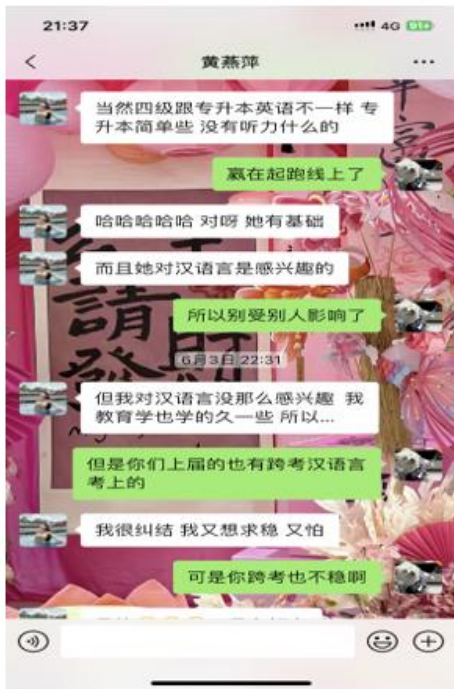 21:37
4G
黄燕萍
当然四级跟专升本英语不一样 专
升本简单些 没有听力什么的
赢在起跑线上了
哈哈哈哈哈 对呀 她有基础
而且她对汉语言是感兴趣的
所以别受别人影响了
請
發
財
6月3日 22:31
但我对汉语言没那么感兴趣 我
教育学也学的久一些 所以...
但是你们上届的也有跨考汉语言
考上的
我很纠结 我又想求稳 又怕
可是你跨考也不稳啊